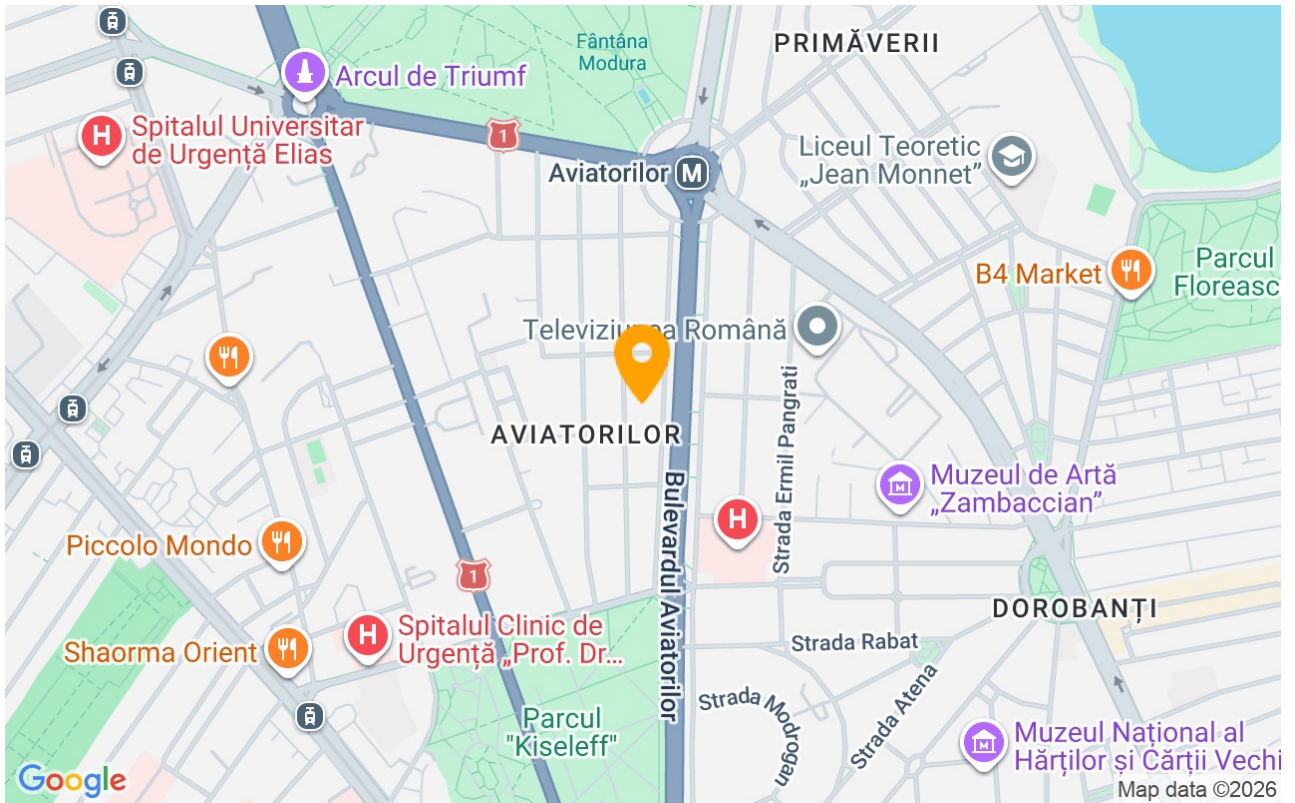 Fântâna
Modura
PRIMĂVERII
Arcul de Triumf
H
Spitalul Universitar
de Urgență Elias
1
Aviatorilor M
Liceul Teoretic
„Jean Monnet”
B4 Market
Parcul
Floreasc
Televiziunea Română
AVIATORILOR
Strada Ermil Pangrati
Bulevardul Aviatorilor
H
Muzeul de Artă
„Zambaccian”
Piccolo Mondo
1
DOROBANȚI
H
Spitalul Clinic de
Urgență „Prof. Dr...
Strada Rabat
Shaorma Orient
Strada Atena
Strada Modrogan
Parcul
"Kiseleff"
M
Muzeul Național al
Hărților și Cărții Vechi
Google
Map data ©2026